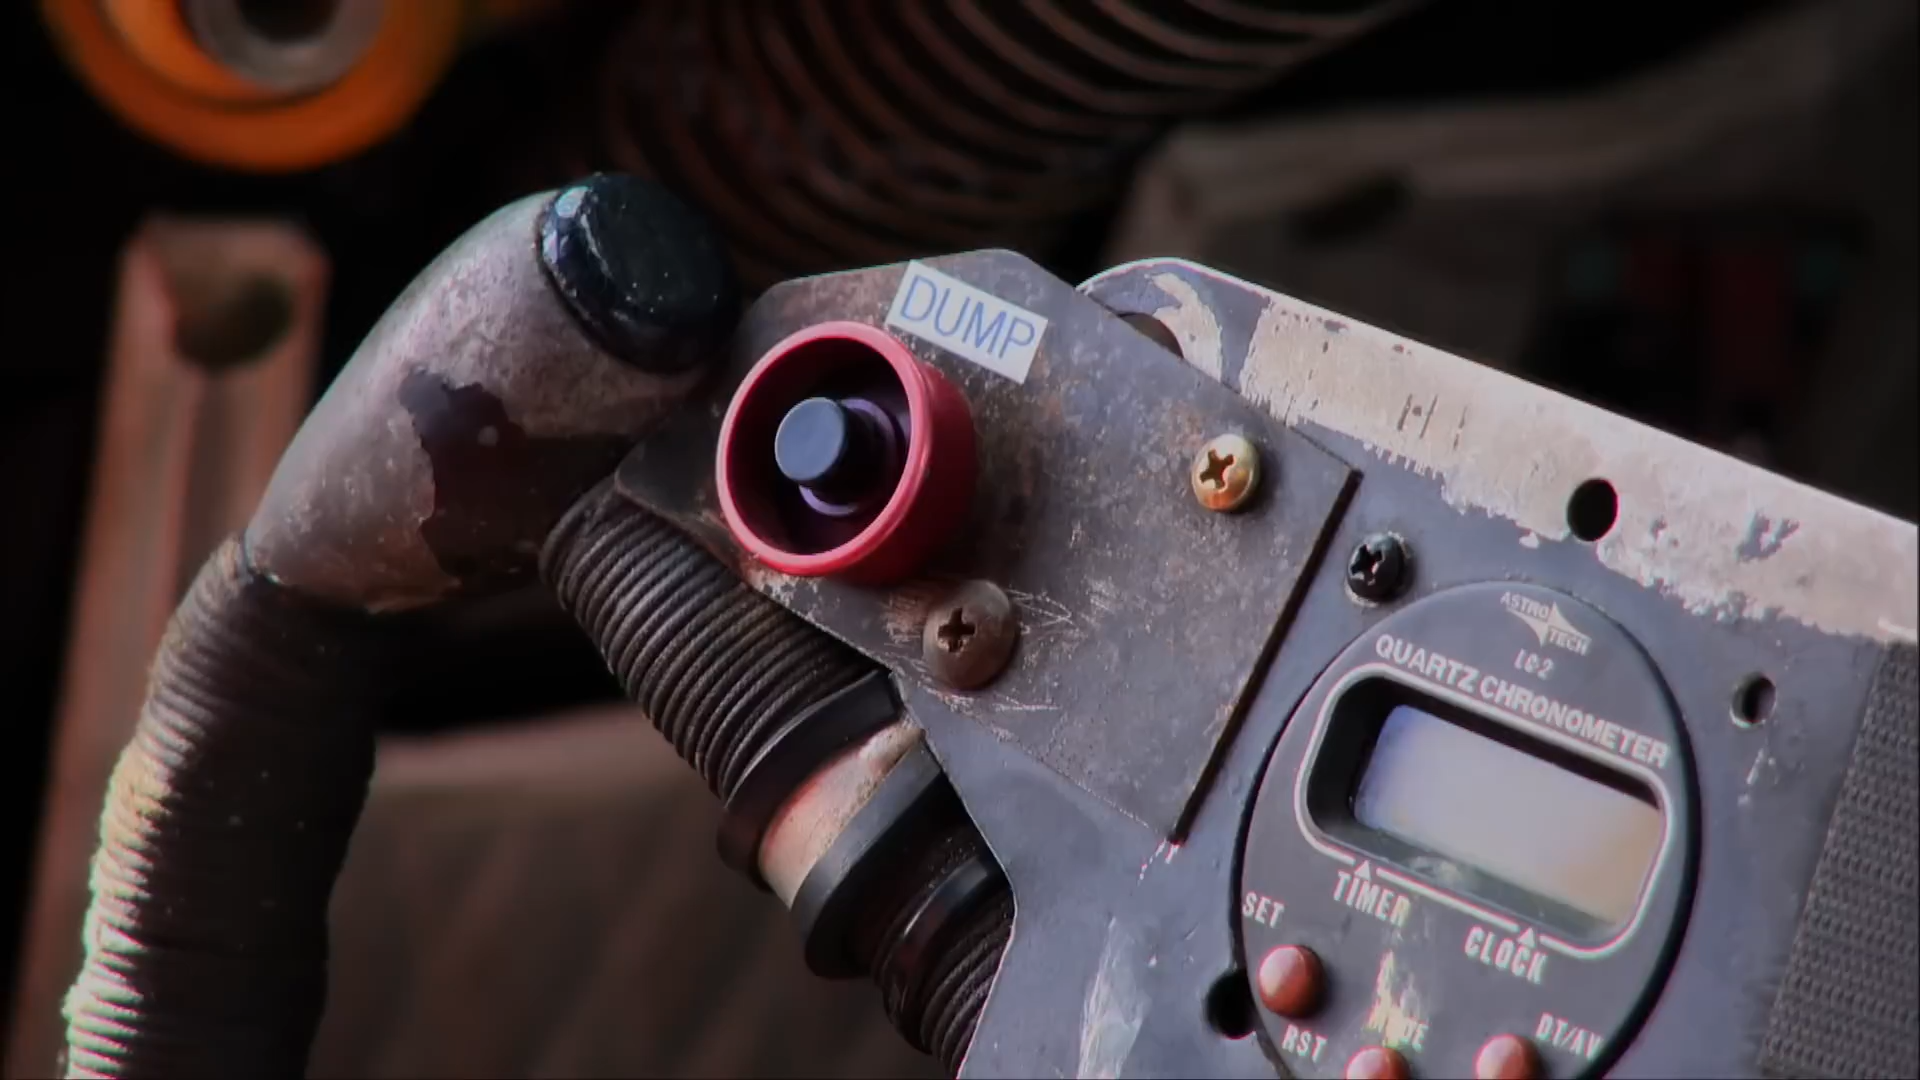 DUMP
ASTRO
TECH
LC-2
QUARTZ CHRONOMETER
TIMER
CLOCK
SET
RST
MODE
DT/AV